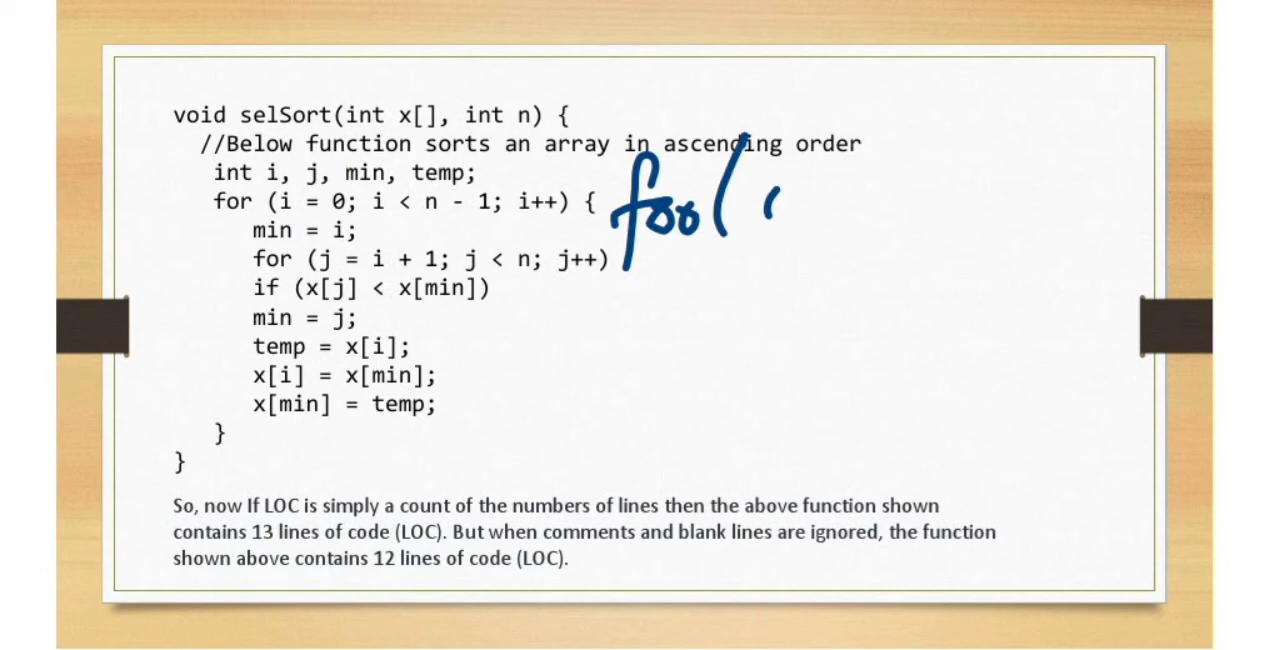 void selSort(int x[], int n) {
//Below function sorts an array in ascending order
int i, j, min, temp;
for (i = 0; i < n - 1; i++) {
min = i;
for (j = i + 1; j < n; j++)
if (x[j] < x[min])
min = j;
temp = x[i];
x[i] = x[min];
x[min] = temp;
}
}
foo( (
So, now If LOC is simply a count of the numbers of lines then the above function shown
contains 13 lines of code (LOC). But when comments and blank lines are ignored, the function
shown above contains 12 lines of code (LOC).